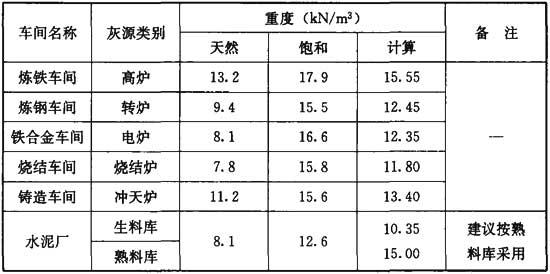 车间名称 灰源类别 重度（kN/m³） 备 注
天然 饱和 计算
炼铁车间 高炉 13.2 17.9 15.55
炼钢车间 转炉 9.4 15.5 12.45
铁合金车间 电炉 8.1 16.6 12.35 —
烧结车间 烧结炉 7.8 15.8 11.80
铸造车间 冲天炉 11.2 15.6 13.40
水泥厂 生料库 8.1 12.6 10.35 建议按熟
熟料库 15.00 料库采用